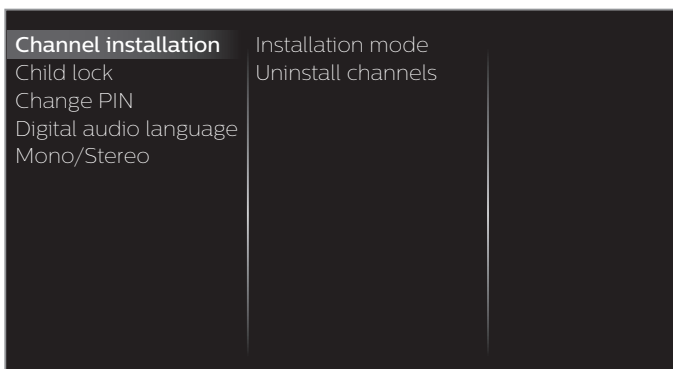 Channel installation
Child lock
Change PIN
Digital audio language
Mono/Stereo
Installation mode
Uninstall channels